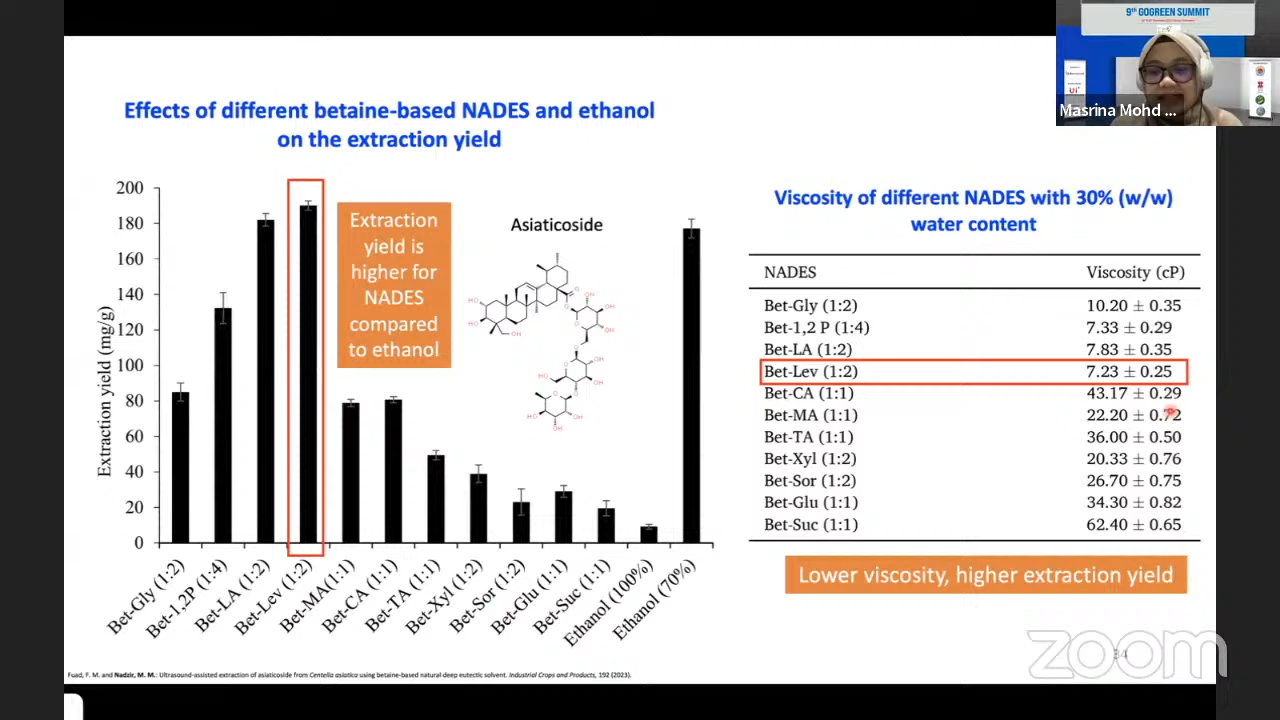 9th GOGREEN SUMMIT
Masrina Mohd ...
Effects of different betaine-based NADES and ethanol
on the extraction yield
Extraction yield (mg/g)
200
180
160
140
120
100
80
60
40
20
0
Bet-Gly (1:2)
Bet-1,2P (1:4)
Bet-LA (1:2)
Bet-Lev (1:2)
Bet-MA(1:1)
Bet-CA (1:1)
Bet-TA (1:1)
Bet-Xyl (1:2)
Bet-Sor (1:2)
Bet-Glu (1:1)
Bet-Suc (1:1)
Ethanol (100%)
Ethanol (70%)
Extraction
yield is
higher for
NADES
compared
to ethanol
Asiaticoside
Viscosity of different NADES with 30% (w/w)
water content
NADES Viscosity (cP)
Bet-Gly (1:2) 10.20 ± 0.35
Bet-1,2 P (1:4) 7.33 ± 0.29
Bet-LA (1:2) 7.83 ± 0.35
Bet-Lev (1:2) 7.23 ± 0.25
Bet-CA (1:1) 43.17 ± 0.29
Bet-MA (1:1) 22.20 ± 0.72
Bet-TA (1:1) 36.00 ± 0.50
Bet-Xyl (1:2) 20.33 ± 0.76
Bet-Sor (1:2) 26.70 ± 0.75
Bet-Glu (1:1) 34.30 ± 0.82
Bet-Suc (1:1) 62.40 ± 0.65
Lower viscosity, higher extraction yield
zoom
Fuad, F. M. and Nadzir, M. M.: Ultrasound-assisted extraction of asiaticoside from Centella asiatica using betaine-based natural deep eutectic solvent. Industrial Crops and Products, 192 (2023).